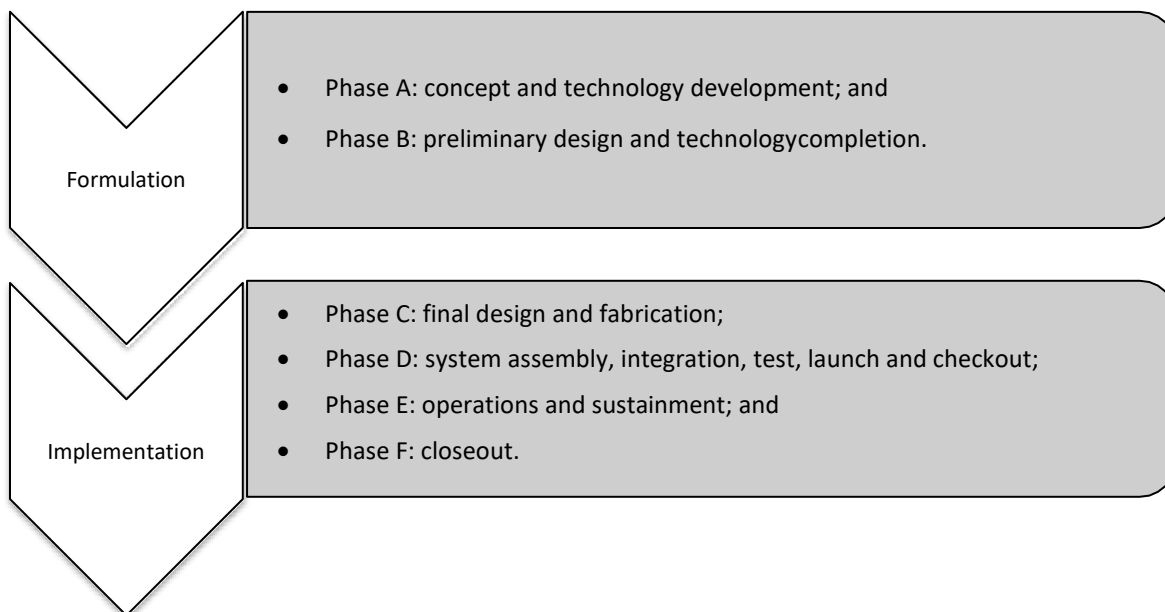 Formulation
• Phase A: concept and technology development; and
• Phase B: preliminary design and technologycompletion.
Implementation
• Phase C: final design and fabrication;
• Phase D: system assembly, integration, test, launch and checkout;
• Phase E: operations and sustainment; and
• Phase F: closeout.